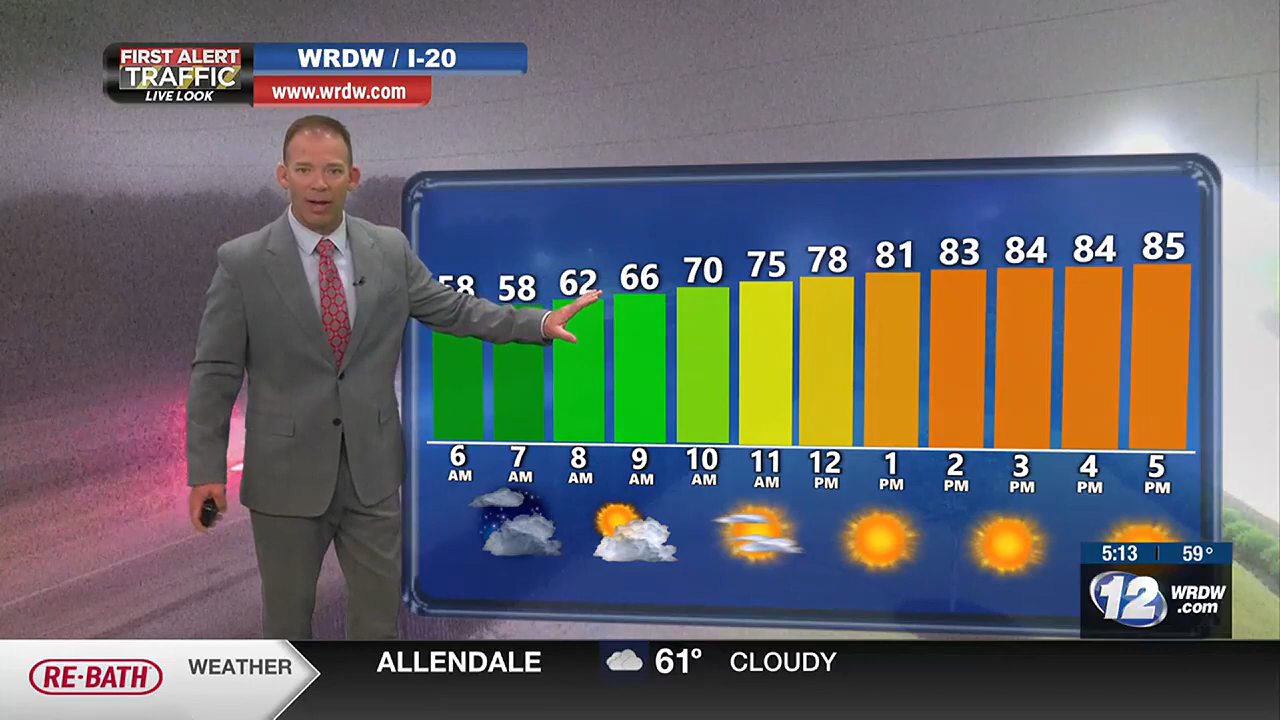 FIRST ALERT
TRAFFIC
LIVE LOOK
WRDW / I-20
www.wrdw.com
58 58 62 66 70 75 78 81 83 84 84 85
6 7 8 9 10 11 12 1 2 3 4 5
AM AM AM AM AM AM PM PM PM PM PM PM
5:13 59°
12 WRDW
.com
RE·BATH WEATHER ALLENDALE 61° CLOUDY